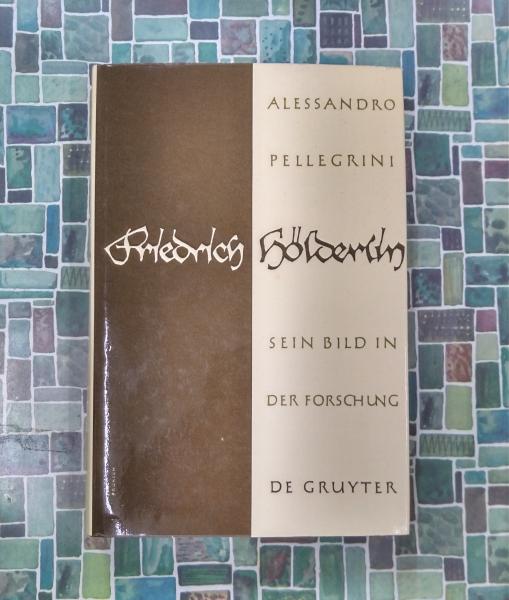 ALESSANDRO
PELLEGRINI
Friedrich Hölderlin
SEIN BILD IN
DER FORSCHUNG
DE GRUYTER